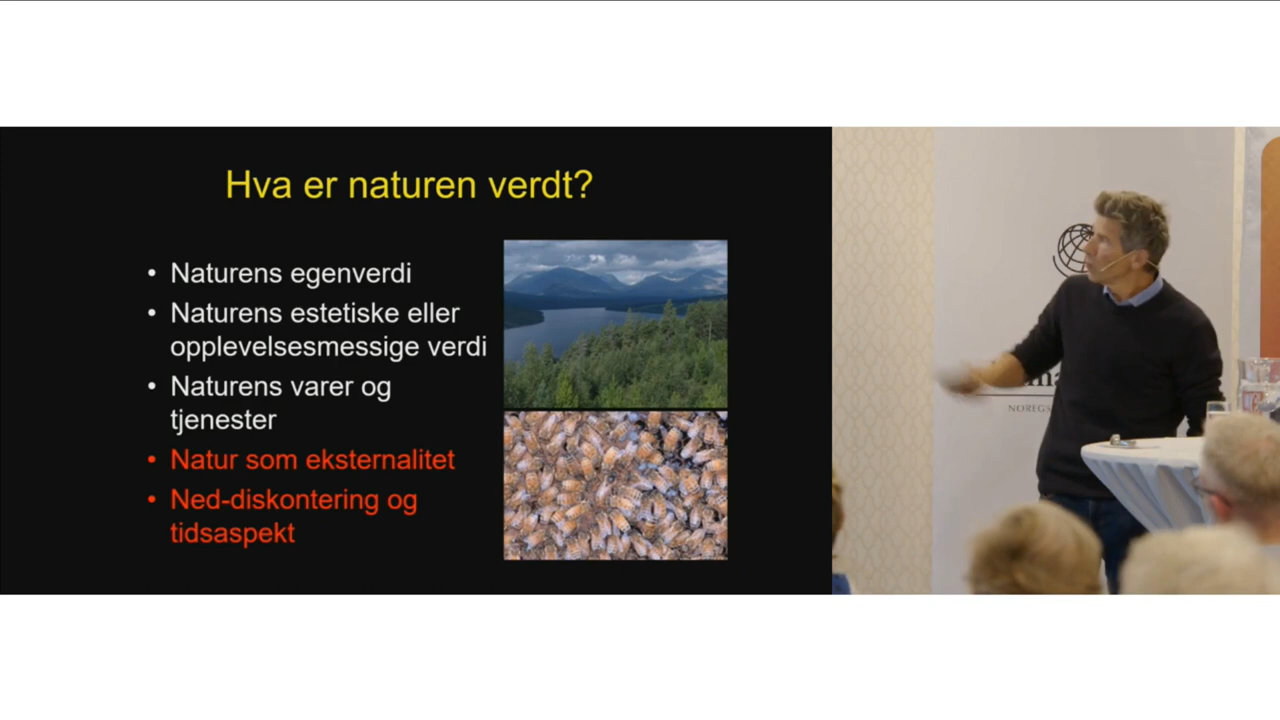 Hva er naturen verdt?
• Naturens egenverdi
• Naturens estetiske eller
opplevelsesmessige verdi
• Naturens varer og
tjenester
• Natur som eksternalitet
• Ned-diskontering og
tidsaspekt